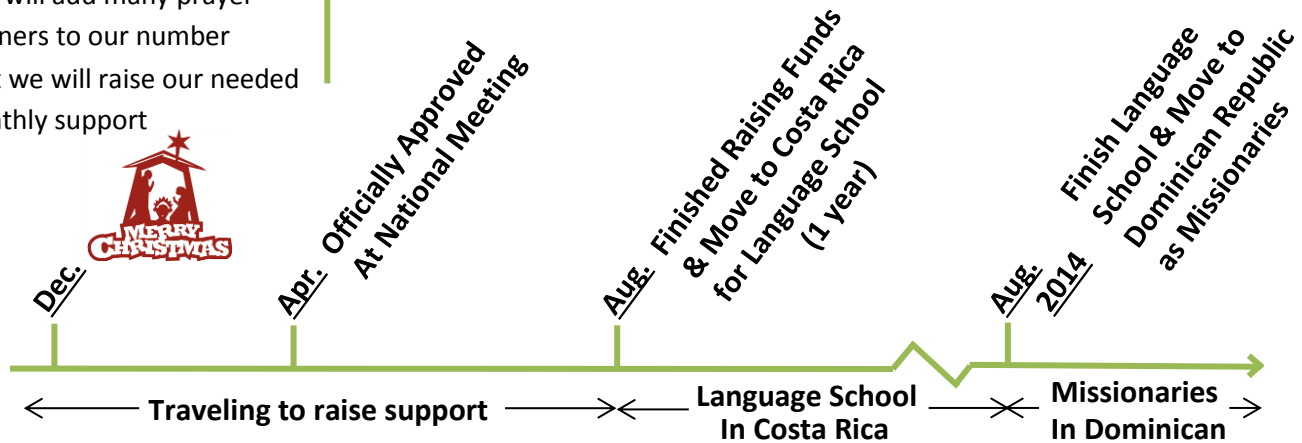 will add many prayer
ners to our number
t we will raise our needed
thly support
MERRY
CHRISTMAS
Dec.
Apr. Officially Approved
At National Meeting
Aug. Finished Raising Funds
& Move to Costa Rica
for Language School
(1 year)
Aug.
2014
Finish Language
School & Move to
Dominican Republic
as Missionaries
Traveling to raise support
Language School
In Costa Rica
Missionaries
In Dominican